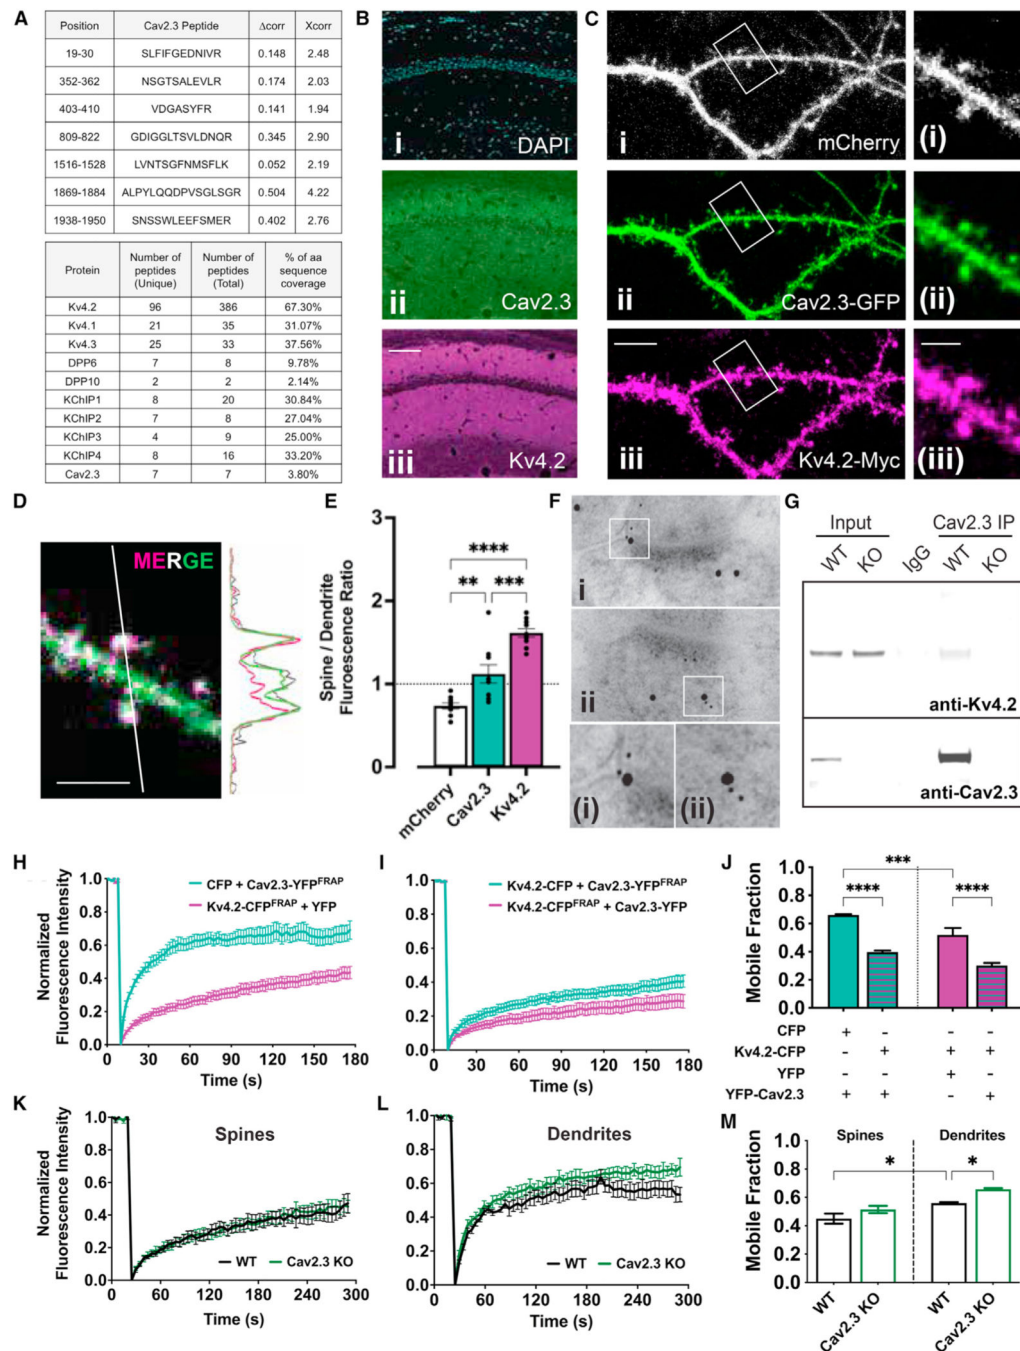 A
Position Cav2.3 Peptide Δcorr Xcorr
19-30 SLFIFGEDNIVR 0.148 2.48
352-362 NSGTSALEVLR 0.174 2.03
403-410 VDGASYFR 0.141 1.94
809-822 GDIGGLTSVLDNQR 0.345 2.90
1516-1528 LVNTSGFNMSFLK 0.052 2.19
1869-1884 ALPYLQQDPVSGLSGR 0.504 4.22
1938-1950 SNSSWLEEFSMER 0.402 2.76
Protein Number of peptides (Unique) Number of peptides (Total) % of aa sequence coverage
Kv4.2 96 386 67.30%
Kv4.1 21 35 31.07%
Kv4.3 25 33 37.56%
DPP6 7 8 9.78%
DPP10 2 2 2.14%
KChIP1 8 20 30.84%
KChIP2 7 8 27.04%
KChIP3 4 9 25.00%
KChIP4 8 16 33.20%
Cav2.3 7 7 3.80%
B
i DAPI
ii Cav2.3
iii Kv4.2
C
i mCherry (i)
ii Cav2.3-GFP (ii)
iii Kv4.2-Myc (iii)
D
MERGE
E
Spine / Dendrite
Fluroescence Ratio
3
2
1
0
****
** ***
mCherry
Cav2.3
Kv4.2
F
i
ii
(i) (ii)
G
Input Cav2.3 IP
WT KO IgG WT KO
anti-Kv4.2
anti-Cav2.3
H
Normalized
Fluorescence Intensity
1.0
0.8
0.6
0.4
0.2
0.0
CFP + Cav2.3-YFPFRAP
Kv4.2-CFPFRAP + YFP
30 60 90 120 150 180
Time (s)
I
1.0
0.8
0.6
0.4
0.2
0.0
Kv4.2-CFP + Cav2.3-YFPFRAP
Kv4.2-CFPFRAP + Cav2.3-YFP
30 60 90 120 150 180
Time (s)
J
Mobile Fraction
1.0
0.8
0.6
0.4
0.2
0.0
***
**** ****
CFP + - - -
Kv4.2-CFP - + + +
YFP - - + -
YFP-Cav2.3 + + - +
K
Normalized
Fluorescence Intensity
1.0
0.8
0.6
0.4
0.2
0.0
Spines
WT Cav2.3 KO
0 60 120 180 240 300
Time (s)
L
1.0
0.8
0.6
0.4
0.2
0.0
Dendrites
WT Cav2.3 KO
0 60 120 180 240 300
Time (s)
M
Mobile Fraction
1.0
0.8
0.6
0.4
0.2
0.0
Spines Dendrites
* *
WT
Cav2.3 KO
WT
Cav2.3 KO